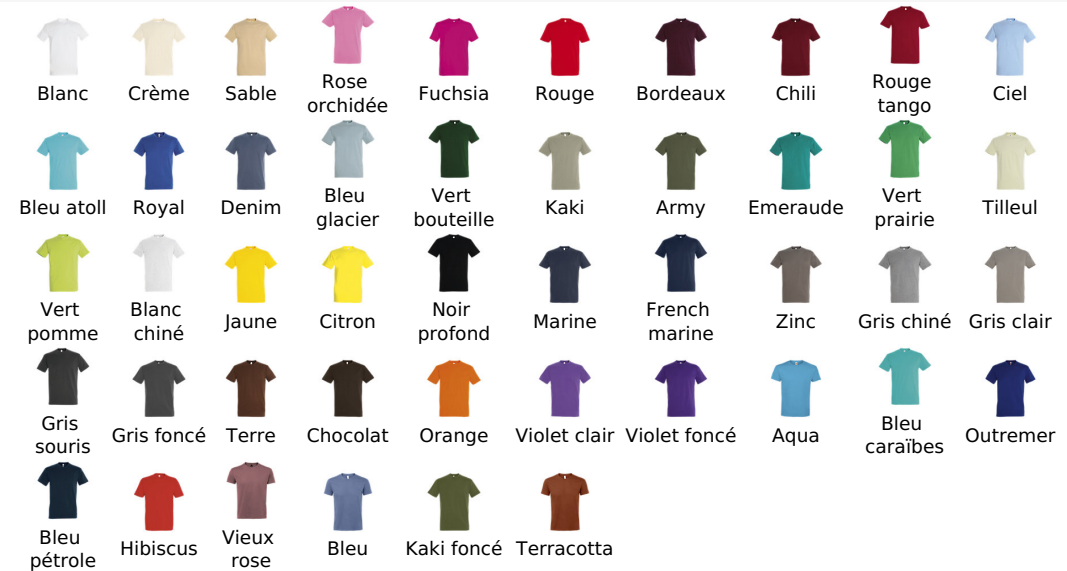 Blanc
Crème
Sable
Rose
orchidée
Fuchsia
Rouge
Bordeaux
Chili
Rouge
tango
Ciel
Bleu atoll
Royal
Denim
Bleu
glacier
Vert
bouteille
Kaki
Army
Emeraude
Vert
prairie
Tilleul
Vert
pomme
Blanc
chiné
Jaune
Citron
Noir
profond
Marine
French
marine
Zinc
Gris chiné
Gris clair
Gris
souris
Gris foncé
Terre
Chocolat
Orange
Violet clair
Violet foncé
Aqua
Bleu
caraïbes
Outremer
Bleu
pétrole
Hibiscus
Vieux
rose
Bleu
Kaki foncé
Terracotta